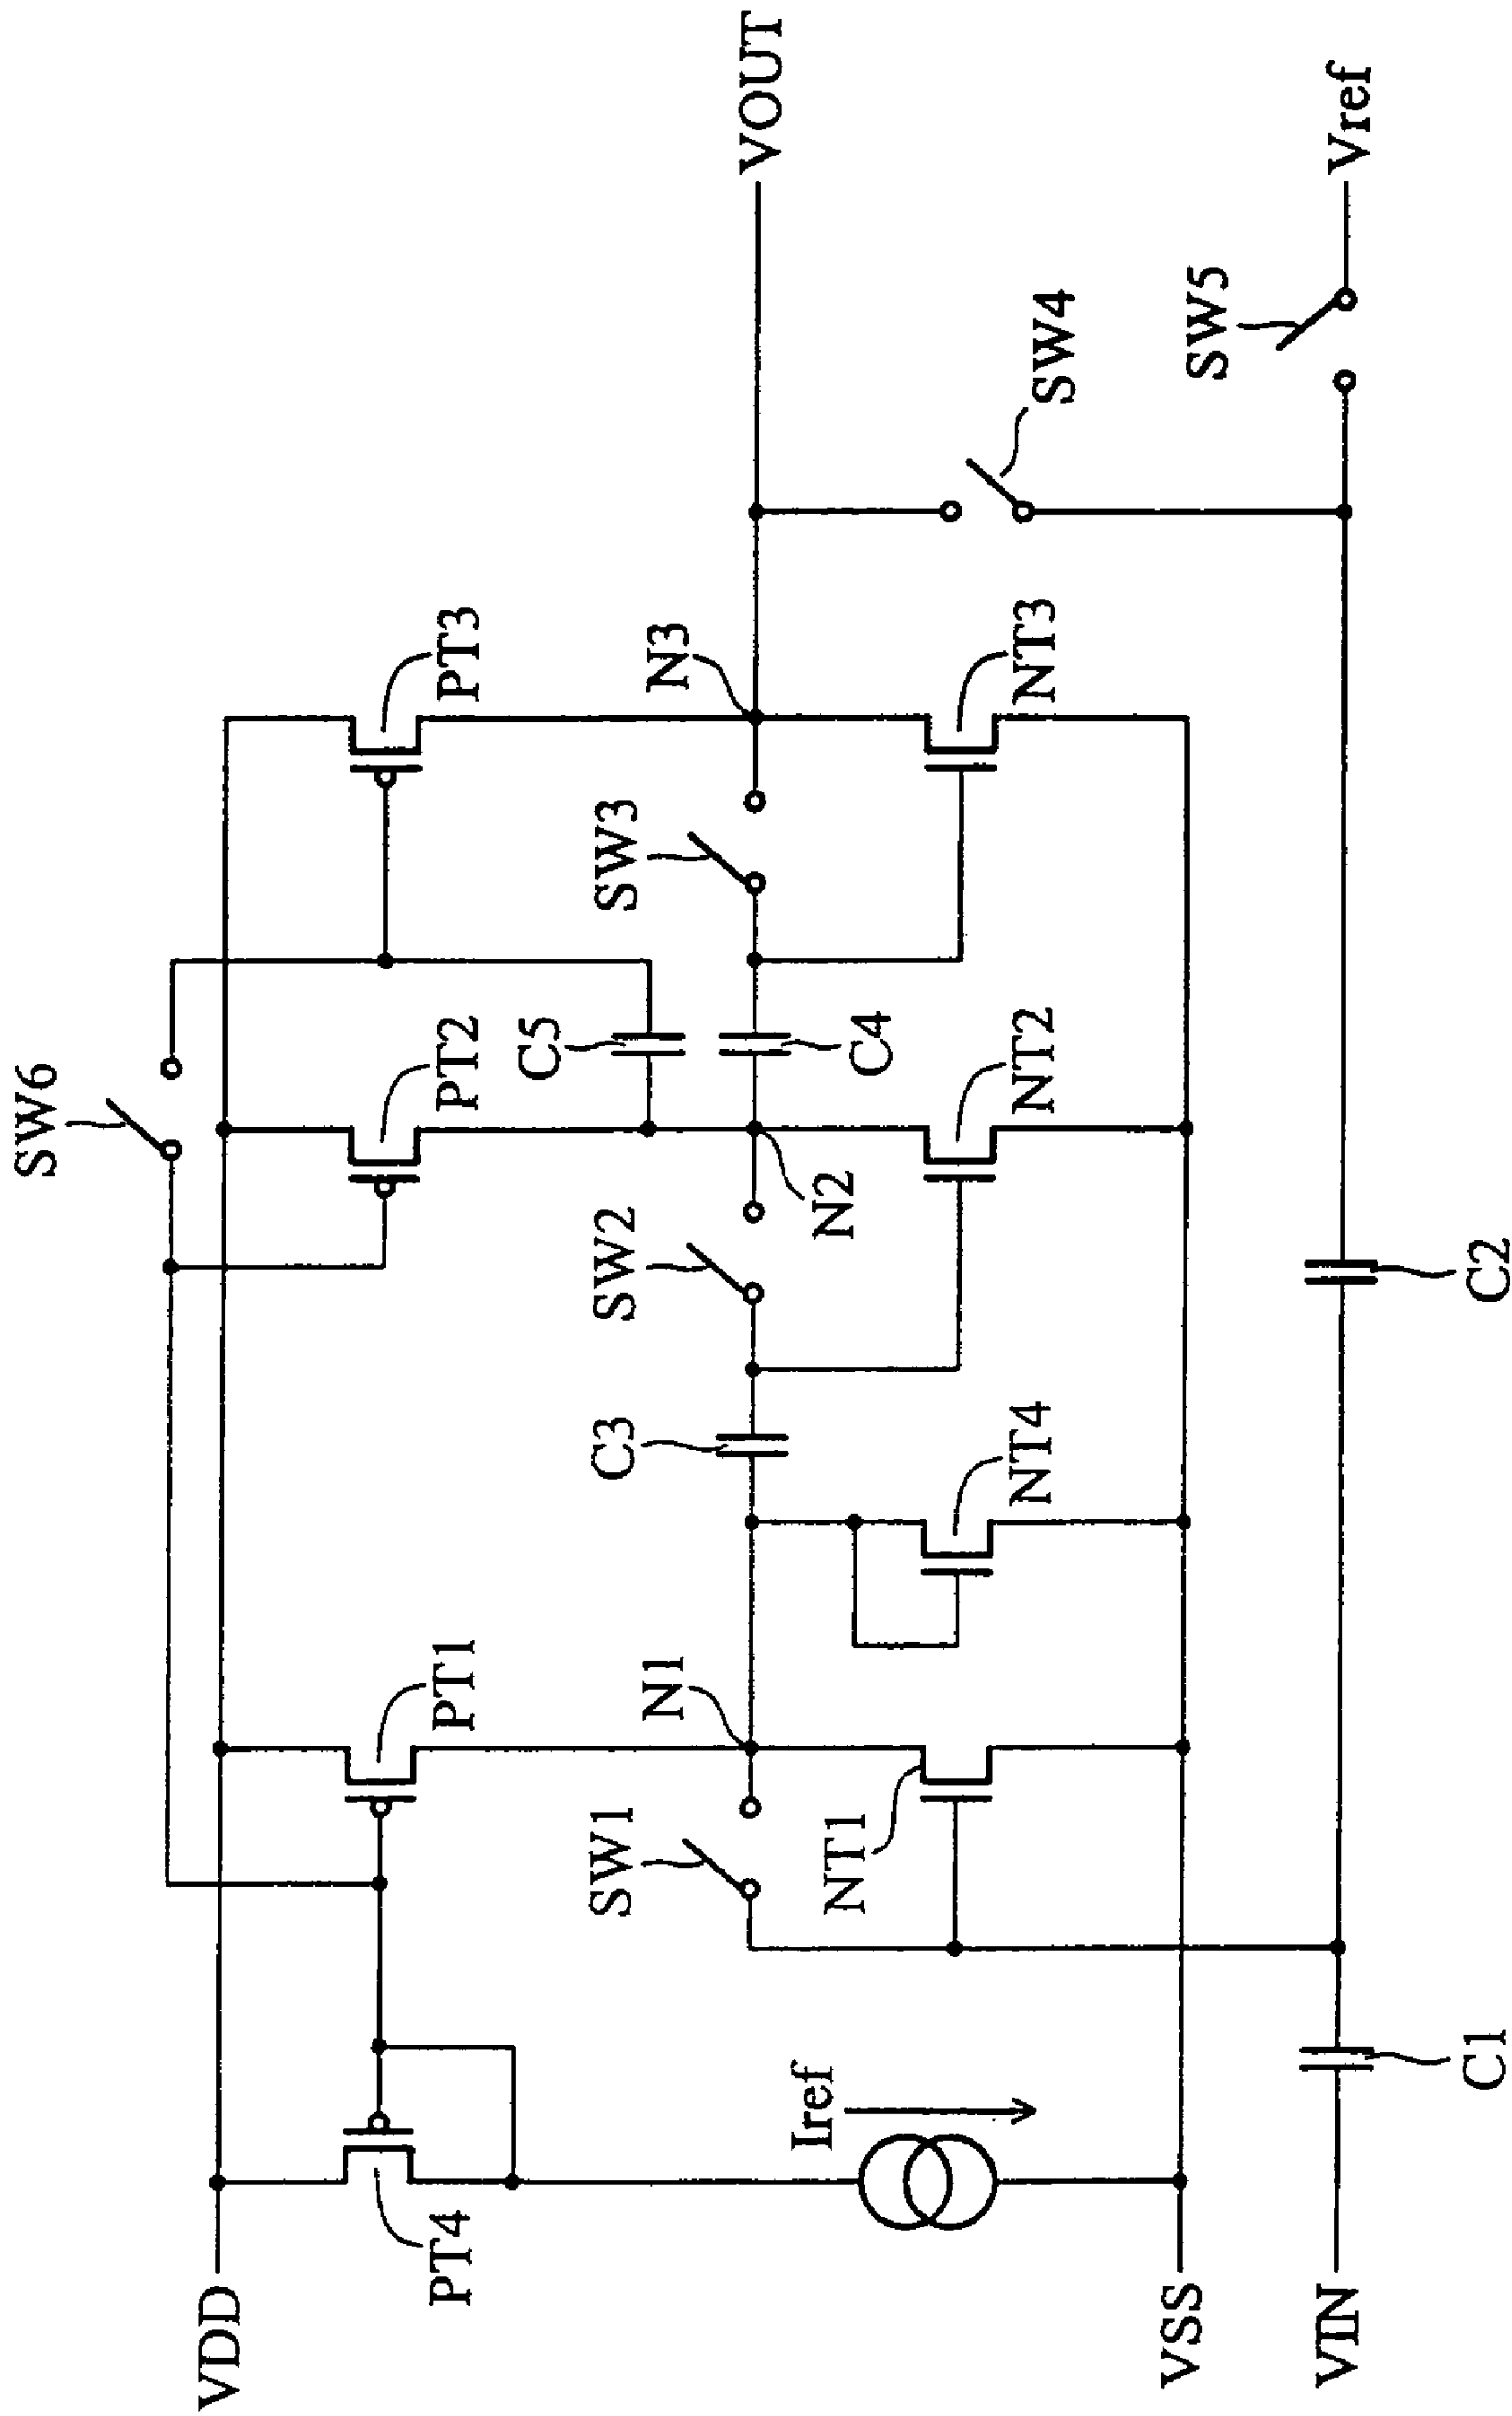 SW6
VDD
PT4
PT1
PT2
PT3
C5
SW1
N1
C3
SW2
SW3
N3
VOUT
Iref
NT1
NT4
N2
C4
NT2
NT3
SW4
VSS
SW5
VIN
Vref
C1
C2